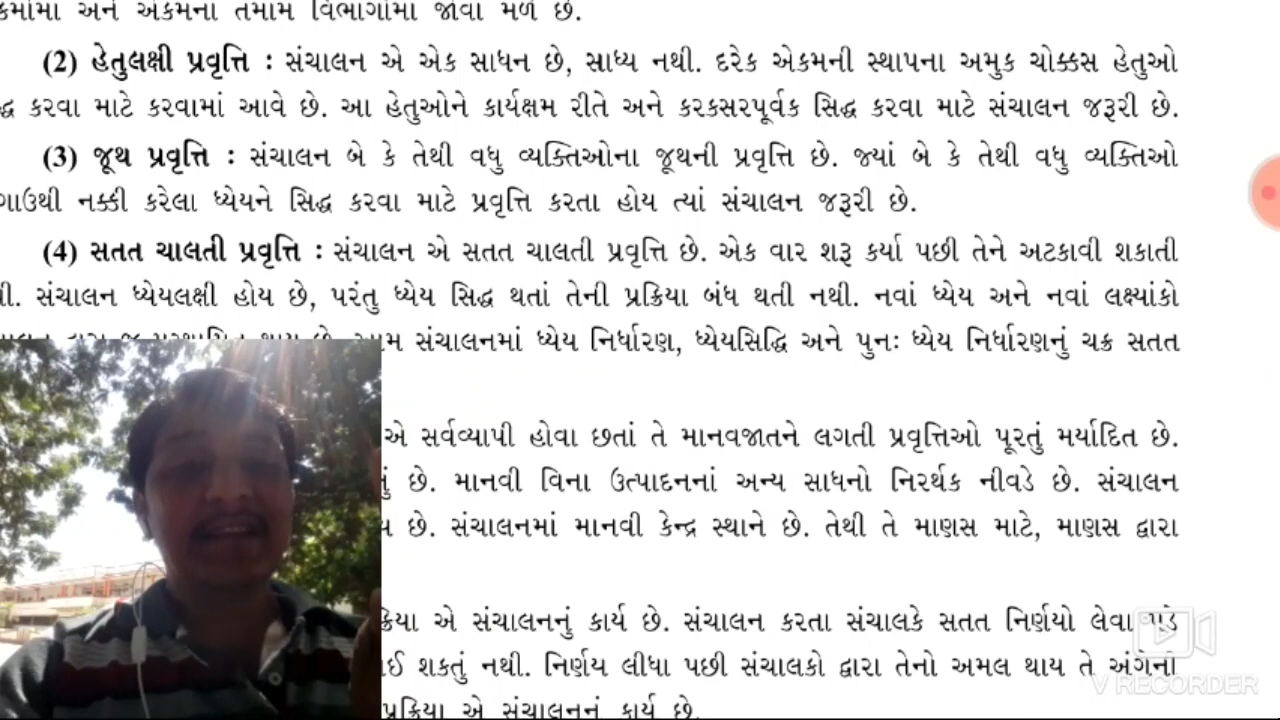 અને એકમના તમામ વિભાગોમાં જોવા મળે છે.
(2) હેતુલક્ષી પ્રવૃત્તિ : સંચાલન એ એક સાધન છે, સાધ્ય નથી. દરેક એકમની સ્થાપના અમુક ચોક્કસ હેતુઓ
કરવા માટે કરવામાં આવે છે. આ હેતુઓને કાર્યક્ષમ રીતે અને કરકસરપૂર્વક સિદ્ધ કરવા માટે સંચાલન જરૂરી છે.
(3) જૂથ પ્રવૃત્તિ : સંચાલન બે કે તેથી વધુ વ્યક્તિઓના જૂથની પ્રવૃત્તિ છે. જ્યાં બે કે તેથી વધુ વ્યક્તિઓ
નક્કી કરેલા ધ્યેયને સિદ્ધ કરવા માટે પ્રવૃત્તિ કરતા હોય ત્યાં સંચાલન જરૂરી છે.
(4) સતત ચાલતી પ્રવૃત્તિ : સંચાલન એ સતત ચાલતી પ્રવૃત્તિ છે. એક વાર શરૂ કર્યા પછી તેને અટકાવી શકાતી
સંચાલન ધ્યેયલક્ષી હોય છે, પરંતુ ધ્યેય સિદ્ધ થતાં તેની પ્રક્રિયા બંધ થતી નથી. નવાં ધ્યેય અને નવાં લક્ષ્યાંકો
સંચાલનમાં ધ્યેય નિર્ધારણ, ધ્યેયસિદ્ધિ અને પુનઃ ધ્યેય નિર્ધારણનું ચક્ર સતત
એ સર્વવ્યાપી હોવા છતાં તે માનવજાતને લગતી પ્રવૃત્તિઓ પૂરતું મર્યાદિત છે.
છે. માનવી વિના ઉત્પાદનનાં અન્ય સાધનો નિરર્થક નીવડે છે. સંચાલન
છે. સંચાલનમાં માનવી કેન્દ્ર સ્થાને છે. તેથી તે માણસ માટે, માણસ દ્વારા
એ સંચાલનનું કાર્ય છે. સંચાલન કરતા સંચાલકે સતત નિર્ણયો લેવા પડે
શકતું નથી. નિર્ણય લીધા પછી સંચાલકો દ્વારા તેનો અમલ થાય તે અંગેની
પ્રક્રિયા એ સંચાલનનું કાર્ય છે.
V RECORDER